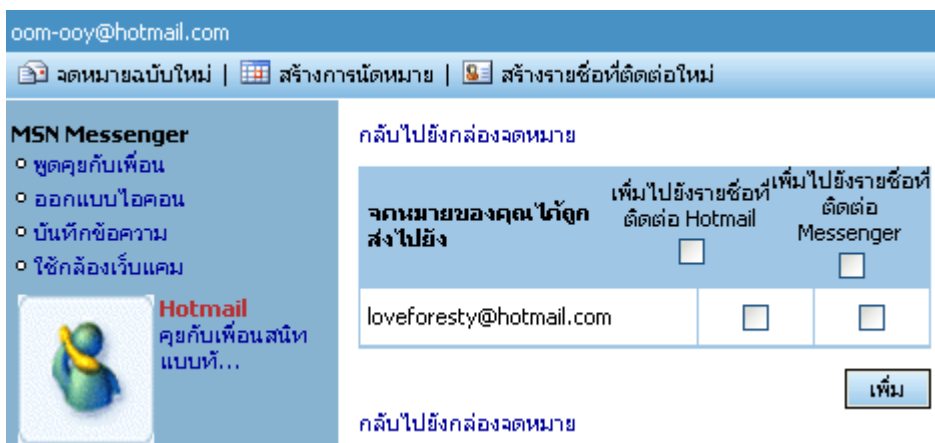 oom-ooy@hotmail.com
จดหมายฉบับใหม่ | สร้างการนัดหมาย | สร้างรายชื่อที่ติดต่อใหม่
MSN Messenger
พูดคุยกับเพื่อน
ออกแบบไอคอน
บันทึกข้อความ
ใช้กล้องเว็บแคม
Hotmail
คุยกับเพื่อนสนิท
แบบทั...
กลับไปยังกล่องจดหมาย
จดหมายของคุณได้ถูก
ส่งไปยัง
เพิ่มไปยังรายชื่อที่
ติดต่อ Hotmail
เพิ่มไปยังรายชื่อที่
ติดต่อ
Messenger
loveforesty@hotmail.com
เพิ่ม
กลับไปยังกล่องจดหมาย